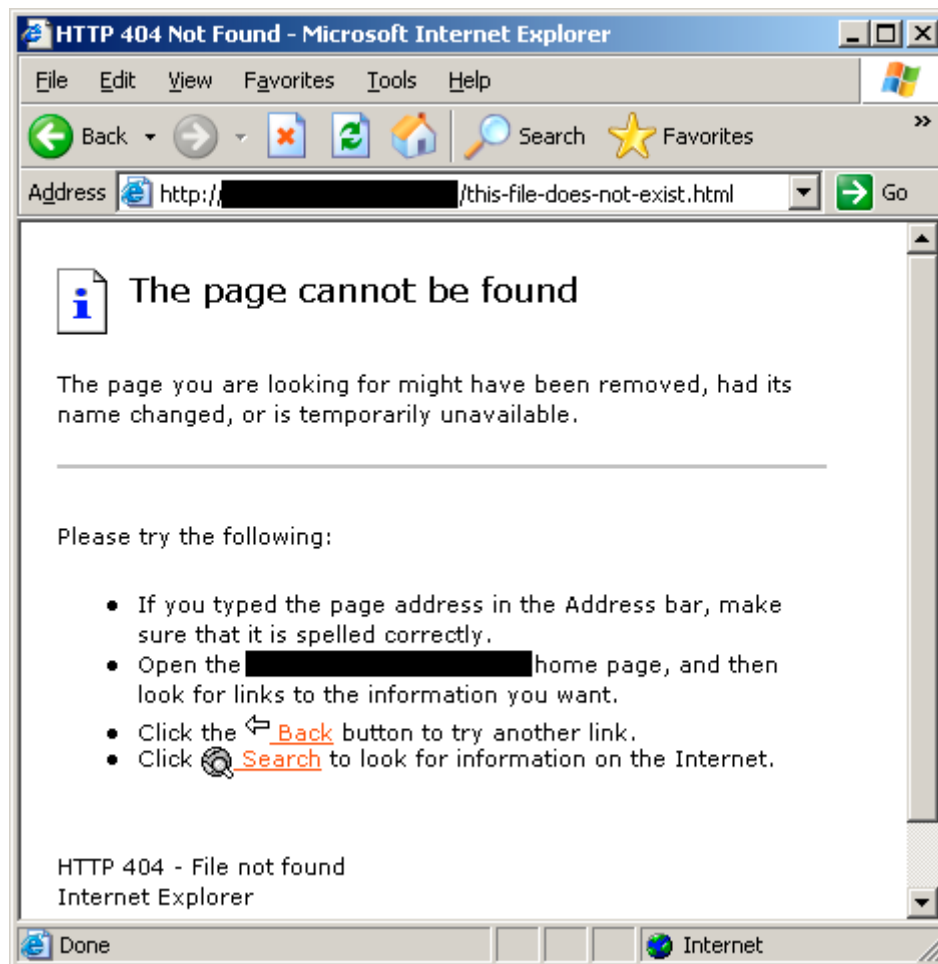 HTTP 404 Not Found - Microsoft Internet Explorer
File Edit View Favorites Tools Help
Back Search Favorites »
Address http:// /this-file-does-not-exist.html Go
The page cannot be found
The page you are looking for might have been removed, had its
name changed, or is temporarily unavailable.
Please try the following:
• If you typed the page address in the Address bar, make
sure that it is spelled correctly.
• Open the home page, and then
look for links to the information you want.
• Click the Back button to try another link.
• Click Search to look for information on the Internet.
HTTP 404 - File not found
Internet Explorer
Done Internet